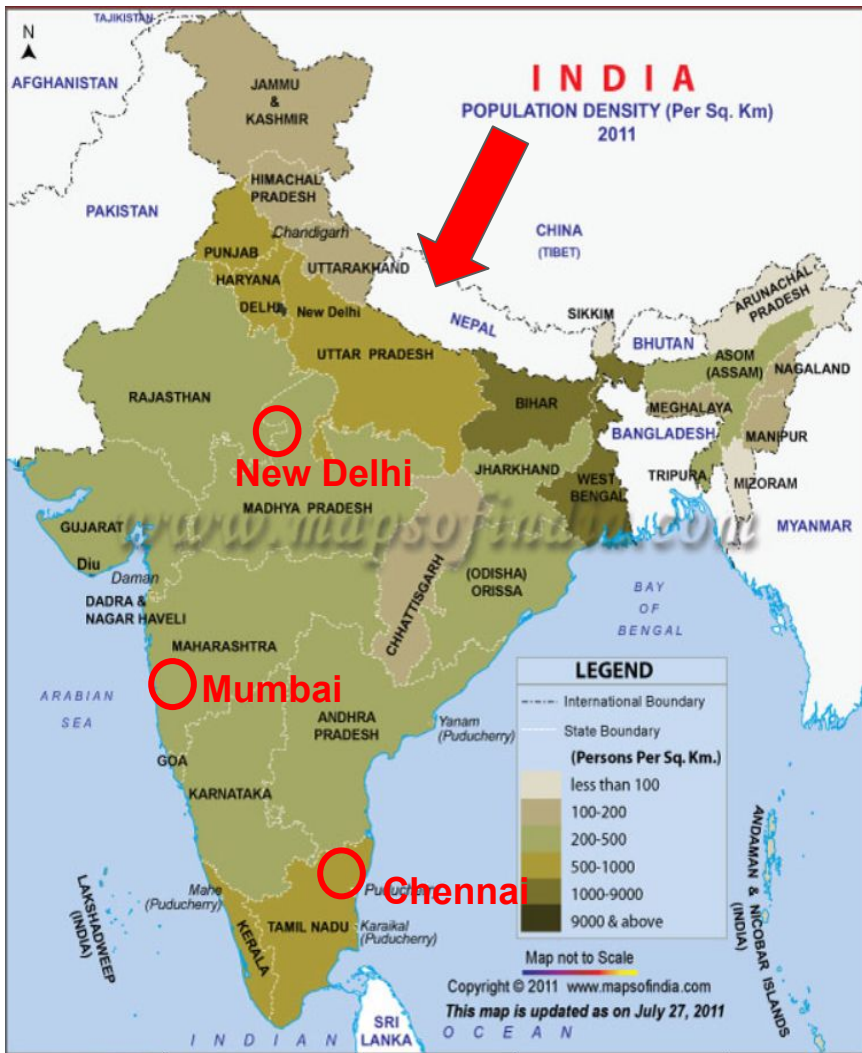 N
TAJIKISTAN
AFGHANISTAN
JAMMU
&
KASHMIR
INDIA
POPULATION DENSITY (Per Sq. Km)
2011
HIMACHAL
PRADESH
PAKISTAN
Chandigarh
PUNJAB
UTTARAKHAND
CHINA
(TIBET)
HARYANA
DELHI
New Delhi
NEPAL
SIKKIM
ARUNACHAL
PRADESH
BHUTAN
UTTAR PRADESH
ASOM
(ASSAM)
NAGALAND
RAJASTHAN
BIHAR
MEGHALAYA
BANGLADESH
MANIPUR
New Delhi
JHARKHAND
WEST
BENGAL
TRIPURA
MIZORAM
MADHYA PRADESH
www.mapsofindia.com
GUJARAT
MYANMAR
Diu
Daman
DADRA &
NAGAR HAVELI
CHHATTISGARH
(ODISHA)
ORISSA
BAY
OF
BENGAL
MAHARASHTRA
Mumbai
ARABIAN
SEA
ANDHRA
PRADESH
Yanam
(Puducherry)
GOA
KARNATAKA
LEGEND
International Boundary
State Boundary
(Persons Per Sq. Km.)
less than 100
100-200
200-500
500-1000
1000-9000
9000 & above
Chennai
Mahe
(Puducherry)
TAMIL NADU
Karaikal
(Puducherry)
KERALA
LAKSHADWEEP
(INDIA)
ANDAMAN & NICOBAR ISLANDS
(INDIA)
Map not to Scale
Copyright © 2011 www.mapsofindia.com
This map is updated as on July 27, 2011
SRI
LANKA
INDIAN OCEAN